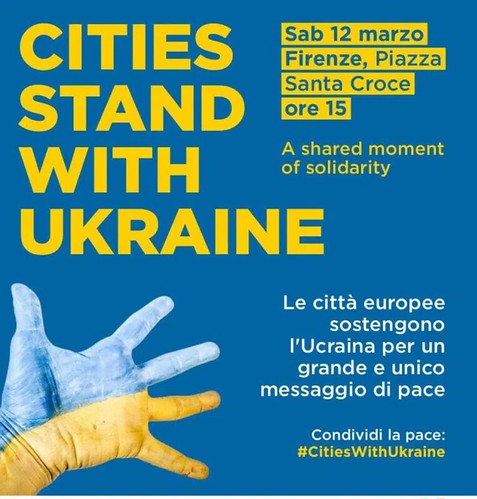 CITIES
STAND
WITH
UKRAINE
Sab 12 marzo
Firenze, Piazza
Santa Croce
ore 15
A shared moment
of solidarity
Le città europee
sostengono
l'Ucraina per un
grande e unico
messaggio di pace
Condividi la pace:
#CitiesWithUkraine